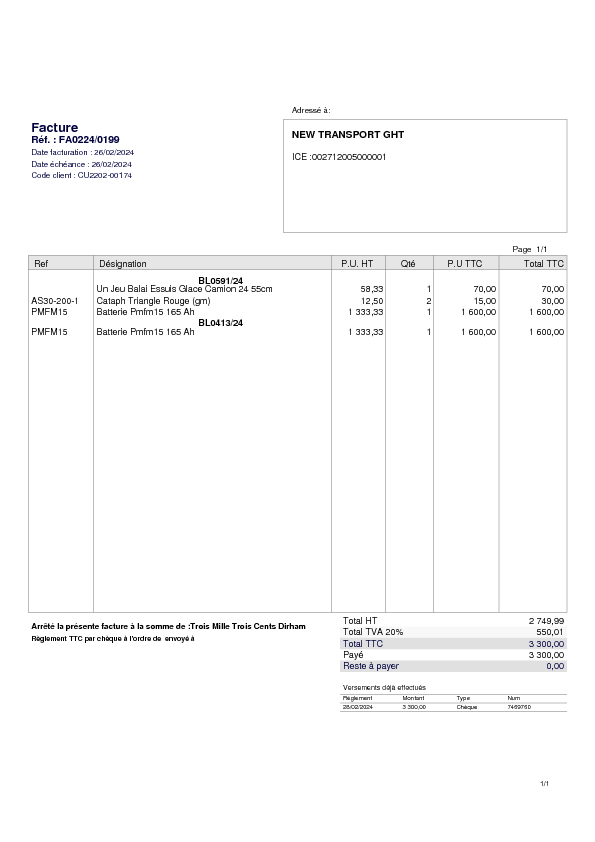 Adressé à:
Facture
Réf. : FA0224/0199
Date facturation : 26/02/2024
Date échéance : 26/02/2024
Code client : CU2202-00174
NEW TRANSPORT GHT
ICE :002712005000001
Page 1/1
Ref Désignation P.U. HT Qté P.U TTC Total TTC
BL0591/24
Un Jeu Balai Essuis Glace Camion 24 55cm 58,33 1 70,00 70,00
AS30-200-1 Cataph Triangle Rouge (gm) 12,50 2 15,00 30,00
PMFM15 Batterie Pmfm15 165 Ah 1 333,33 1 1 600,00 1 600,00
BL0413/24
PMFM15 Batterie Pmfm15 165 Ah 1 333,33 1 1 600,00 1 600,00
Arrêté la présente facture à la somme de :Trois Mille Trois Cents Dirham
Règlement TTC par chèque à l'ordre de envoyé à
Total HT 2 749,99
Total TVA 20% 550,01
Total TTC 3 300,00
Payé 3 300,00
Reste à payer 0,00
Versements déjà effectués
Règlement Montant Type Num
28/02/2024 3 300,00 Chèque 7469760
1/1